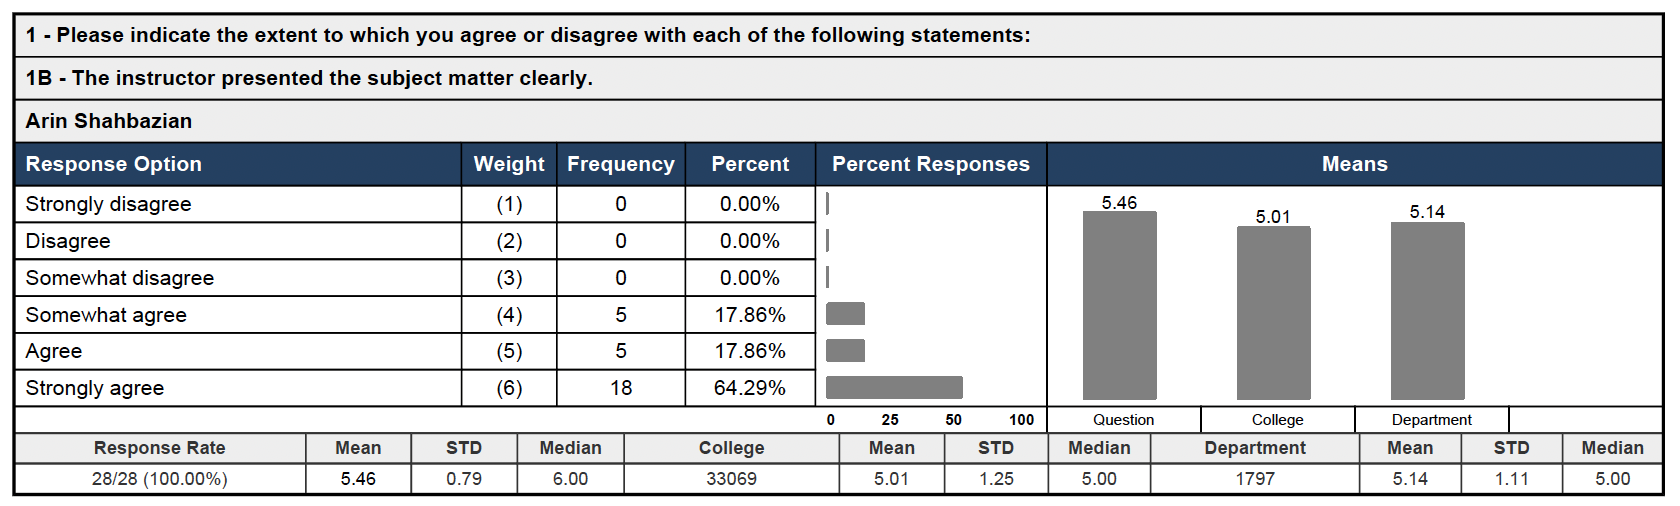 1 - Please indicate the extent to which you agree or disagree with each of the following statements:
1B - The instructor presented the subject matter clearly.
Arin Shahbazian
Response Option Weight Frequency Percent Percent Responses Means
Strongly disagree (1) 0 0.00%
Disagree (2) 0 0.00%
Somewhat disagree (3) 0 0.00%
Somewhat agree (4) 5 17.86%
Agree (5) 5 17.86%
Strongly agree (6) 18 64.29%
5.46 5.01 5.14
0 25 50 100 Question College Department
Response Rate Mean STD Median College Mean STD Median Department Mean STD Median
28/28 (100.00%) 5.46 0.79 6.00 33069 5.01 1.25 5.00 1797 5.14 1.11 5.00